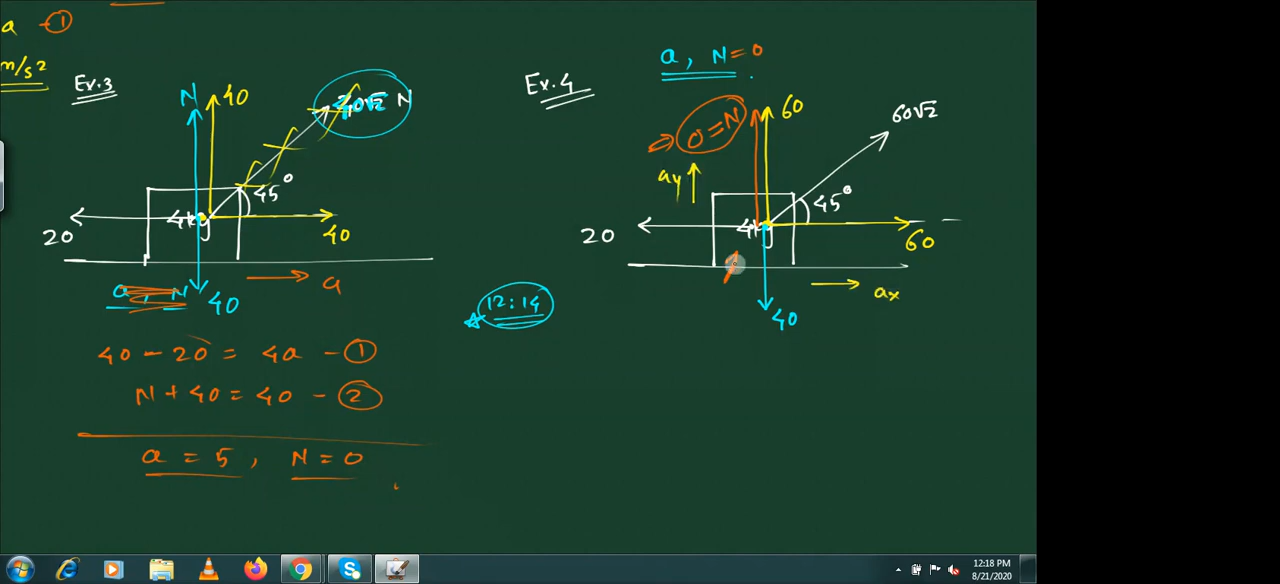 a -①
m/s²
Ex.3
N
40
40√2 N
45°
4kg
20
40
a
a, N
40
40 - 20 = 4a - ①
N + 40 = 40 - ②
a = 5, N = 0
12:14
Ex.4
a, N = 0
0 = N
60
60√2
ay
45°
4kg
20
60
ax
40
12:18 PM
8/21/2020